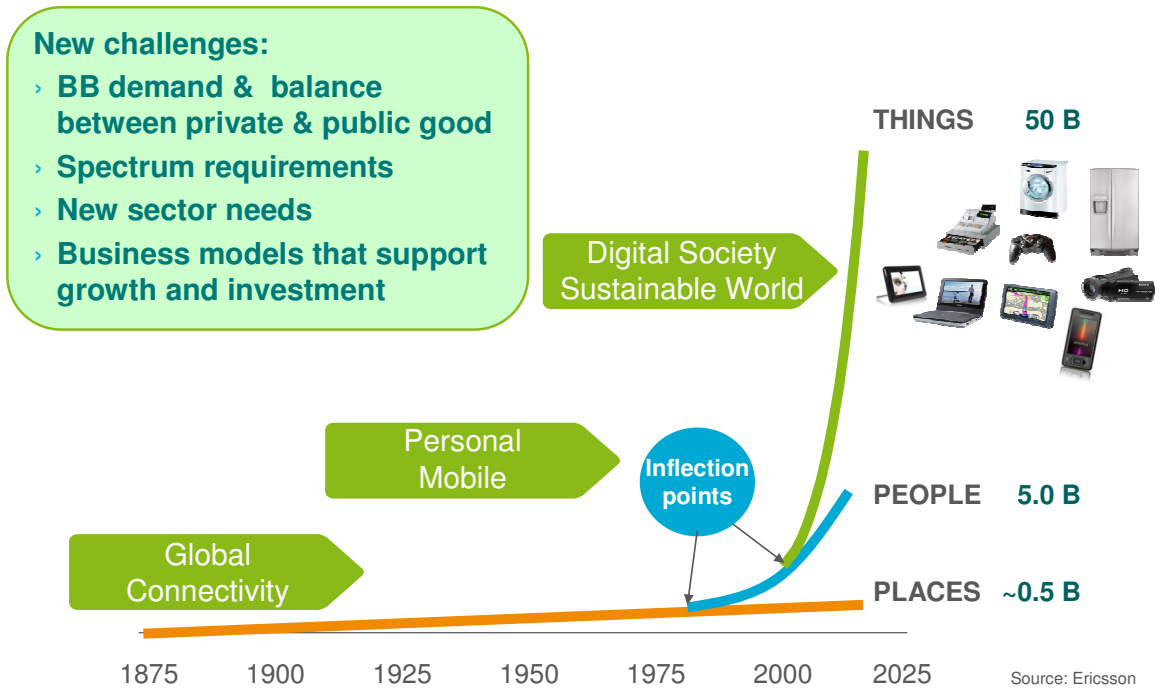 New challenges:
› BB demand & balance
between private & public good
› Spectrum requirements
› New sector needs
› Business models that support
growth and investment
THINGS 50 B
Digital Society
Sustainable World
Personal
Mobile
Inflection
points
PEOPLE 5.0 B
Global
Connectivity
PLACES ~0.5 B
1875 1900 1925 1950 1975 2000 2025
Source: Ericsson